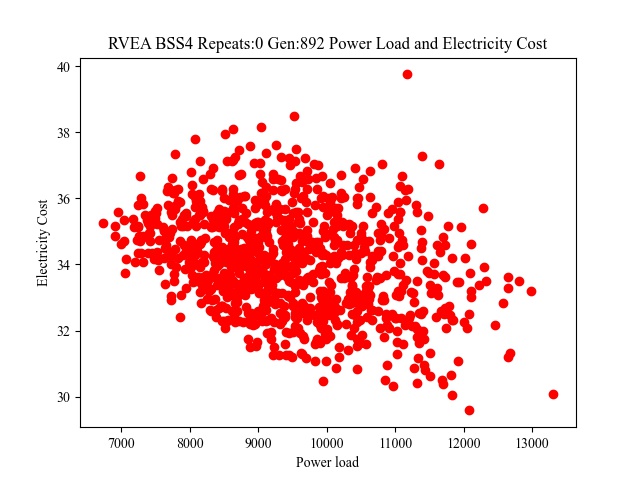 RVEA BSS4 Repeats:0 Gen:892 Power Load and Electricity Cost
40
38
36
34
32
30
Electricity Cost
7000 8000 9000 10000 11000 12000 13000
Power load